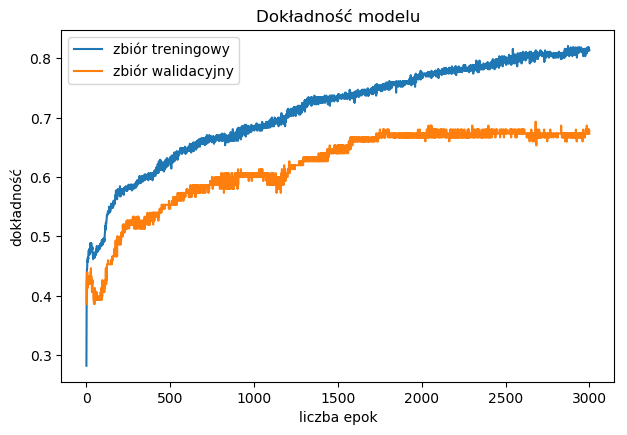 Dokładność modelu
zbiór treningowy
zbiór walidacyjny
dokładność
0.8
0.7
0.6
0.5
0.4
0.3
0 500 1000 1500 2000 2500 3000
liczba epok